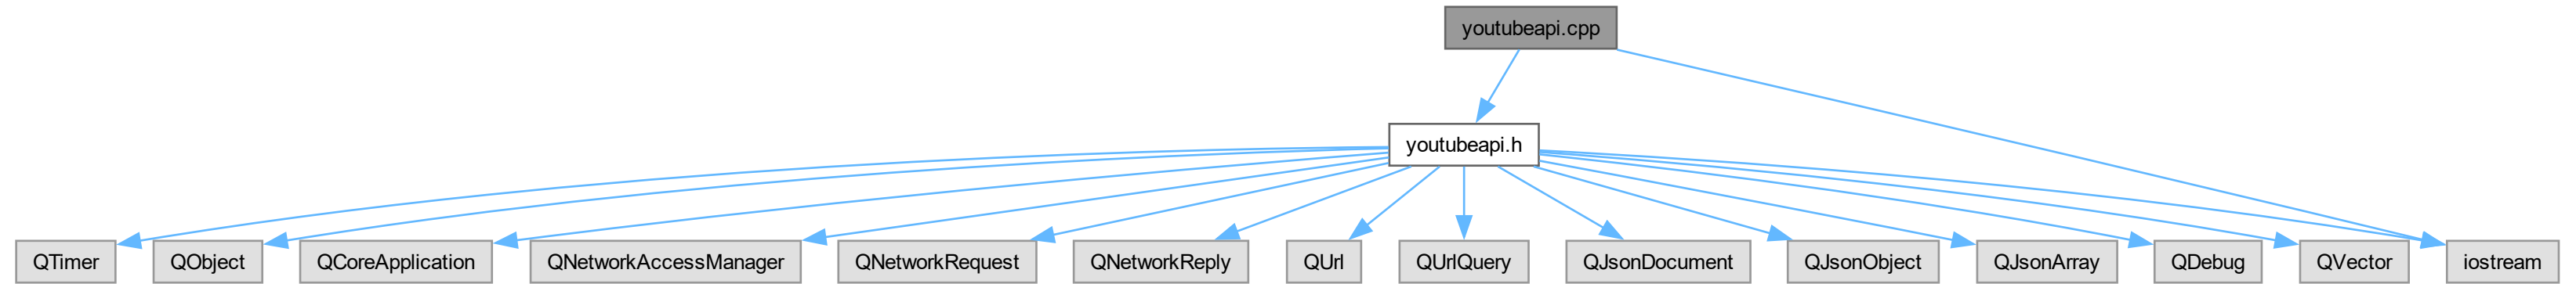 youtubeapi.cpp
youtubeapi.h
QTimer
QObject
QCoreApplication
QNetworkAccessManager
QNetworkRequest
QNetworkReply
QUrl
QUrlQuery
QJsonDocument
QJsonObject
QJsonArray
QDebug
QVector
iostream